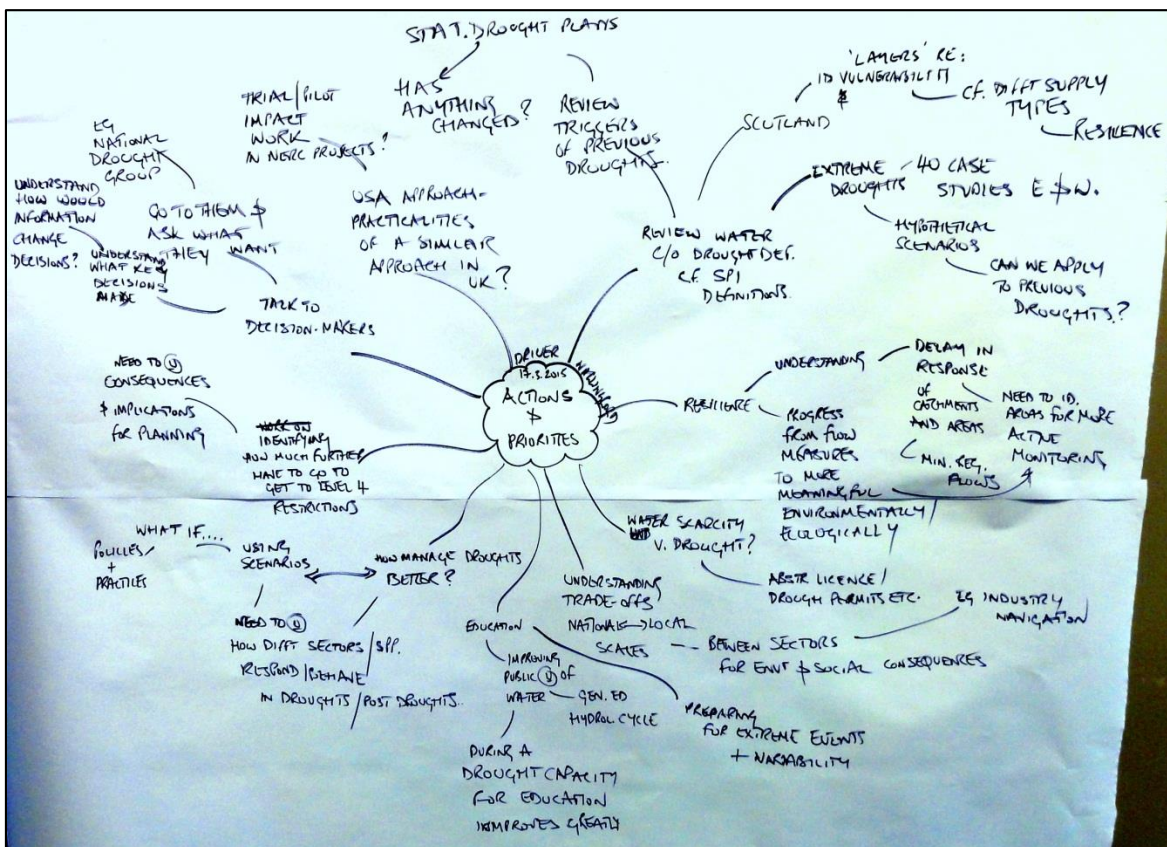 STAT. DROUGHT PLANS
HAS
ANYTHING
CHANGED?
REVIEW
TRIGGERS
OF PREVIOUS
DROUGHTS.
TRIAL/PILOT
IMPACT
WORK
IN NERC PROJECTS?
USA APPROACH-
PRACTICALITIES
OF A SIMILAR
APPROACH IN
UK?
EG
NATIONAL
DROUGHT
GROUP
GO TO THEM &
ASK WHAT
THEY WANT
UNDERSTAND
HOW WOULD
INFORMATION
CHANGE
DECISIONS?
UNDERSTAND
WHAT KEY
DECISIONS
MADE
TALK TO
DECISION-MAKERS
'LAYERS' RE:
ID VULNERABILITY
CF. DIFFT SUPPLY
TYPES
RESILIENCE
SCOTLAND
EXTREME
DROUGHTS
40 CASE
STUDIES E & W.
HYPOTHETICAL
SCENARIOS
CAN WE APPLY
TO PREVIOUS
DROUGHTS?
REVIEW WATER
C/O DROUGHT DEF.
CF. SPI
DEFINITIONS.
DRIVER
17.3.2015
ACTIONS
&
PRIORITIES
RESILIENCE
UNDERSTANDING
DELAY IN
RESPONSE
OF
CATCHMENTS
AND AREAS
MIN. REQ.
FLOWS
NEED TO ID.
AREAS FOR MORE
ACTIVE
MONITORING
PROGRESS
FROM FLOW
MEASURES
TO MORE
MEANINGFUL
ENVIRONMENTALLY/
ECOLOGICALLY
NEED TO U
CONSEQUENCES
& IMPLICATIONS
FOR PLANNING
WORK ON
IDENTIFYING
HOW MUCH FURTHER
HAVE TO GO TO
GET TO LEVEL 4
RESTRICTIONS
WHAT IF....
POLICIES
+
PRACTICES
USING
SCENARIOS
HOW MANAGE DROUGHTS
BETTER?
NEED TO U
HOW DIFFT SECTORS/SPP.
RESPOND/BEHAVE
IN DROUGHTS/POST DROUGHTS.
EDUCATION
IMPROVING
PUBLIC U OF
WATER
GEN. ED
HYDROL CYCLE
DURING A
DROUGHT CAPACITY
FOR EDUCATION
IMPROVES GREATLY
PREPARING
FOR EXTREME EVENTS
+ VARIABILITY
UNDERSTANDING
TRADE-OFFS
NATIONAL LOCAL
SCALES
BETWEEN SECTORS
FOR ENVT & SOCIAL CONSEQUENCES
EG INDUSTRY
NAVIGATION
WATER SCARCITY
V. DROUGHT?
ABSTR. LICENCE/
DROUGH PERMITS ETC.